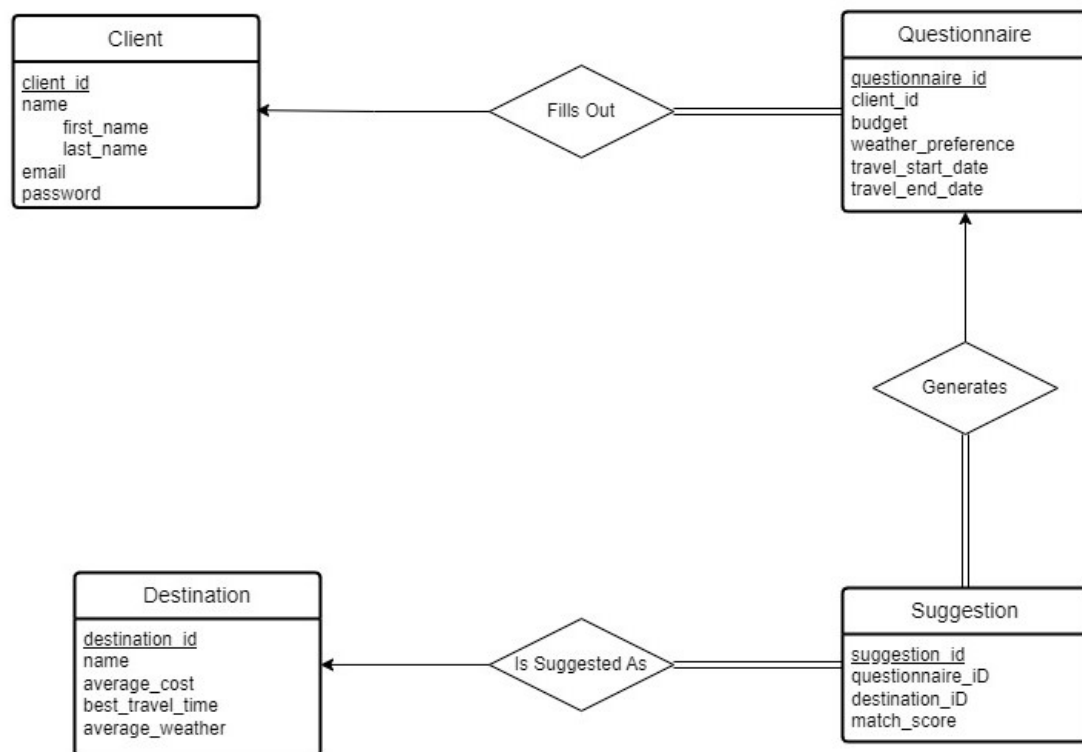 Client
client_id
name
first_name
last_name
email
password
Fills Out
Questionnaire
questionnaire_id
client_id
budget
weather_preference
travel_start_date
travel_end_date
Generates
Destination
destination_id
name
average_cost
best_travel_time
average_weather
Is Suggested As
Suggestion
suggestion_id
questionnaire_iD
destination_iD
match_score